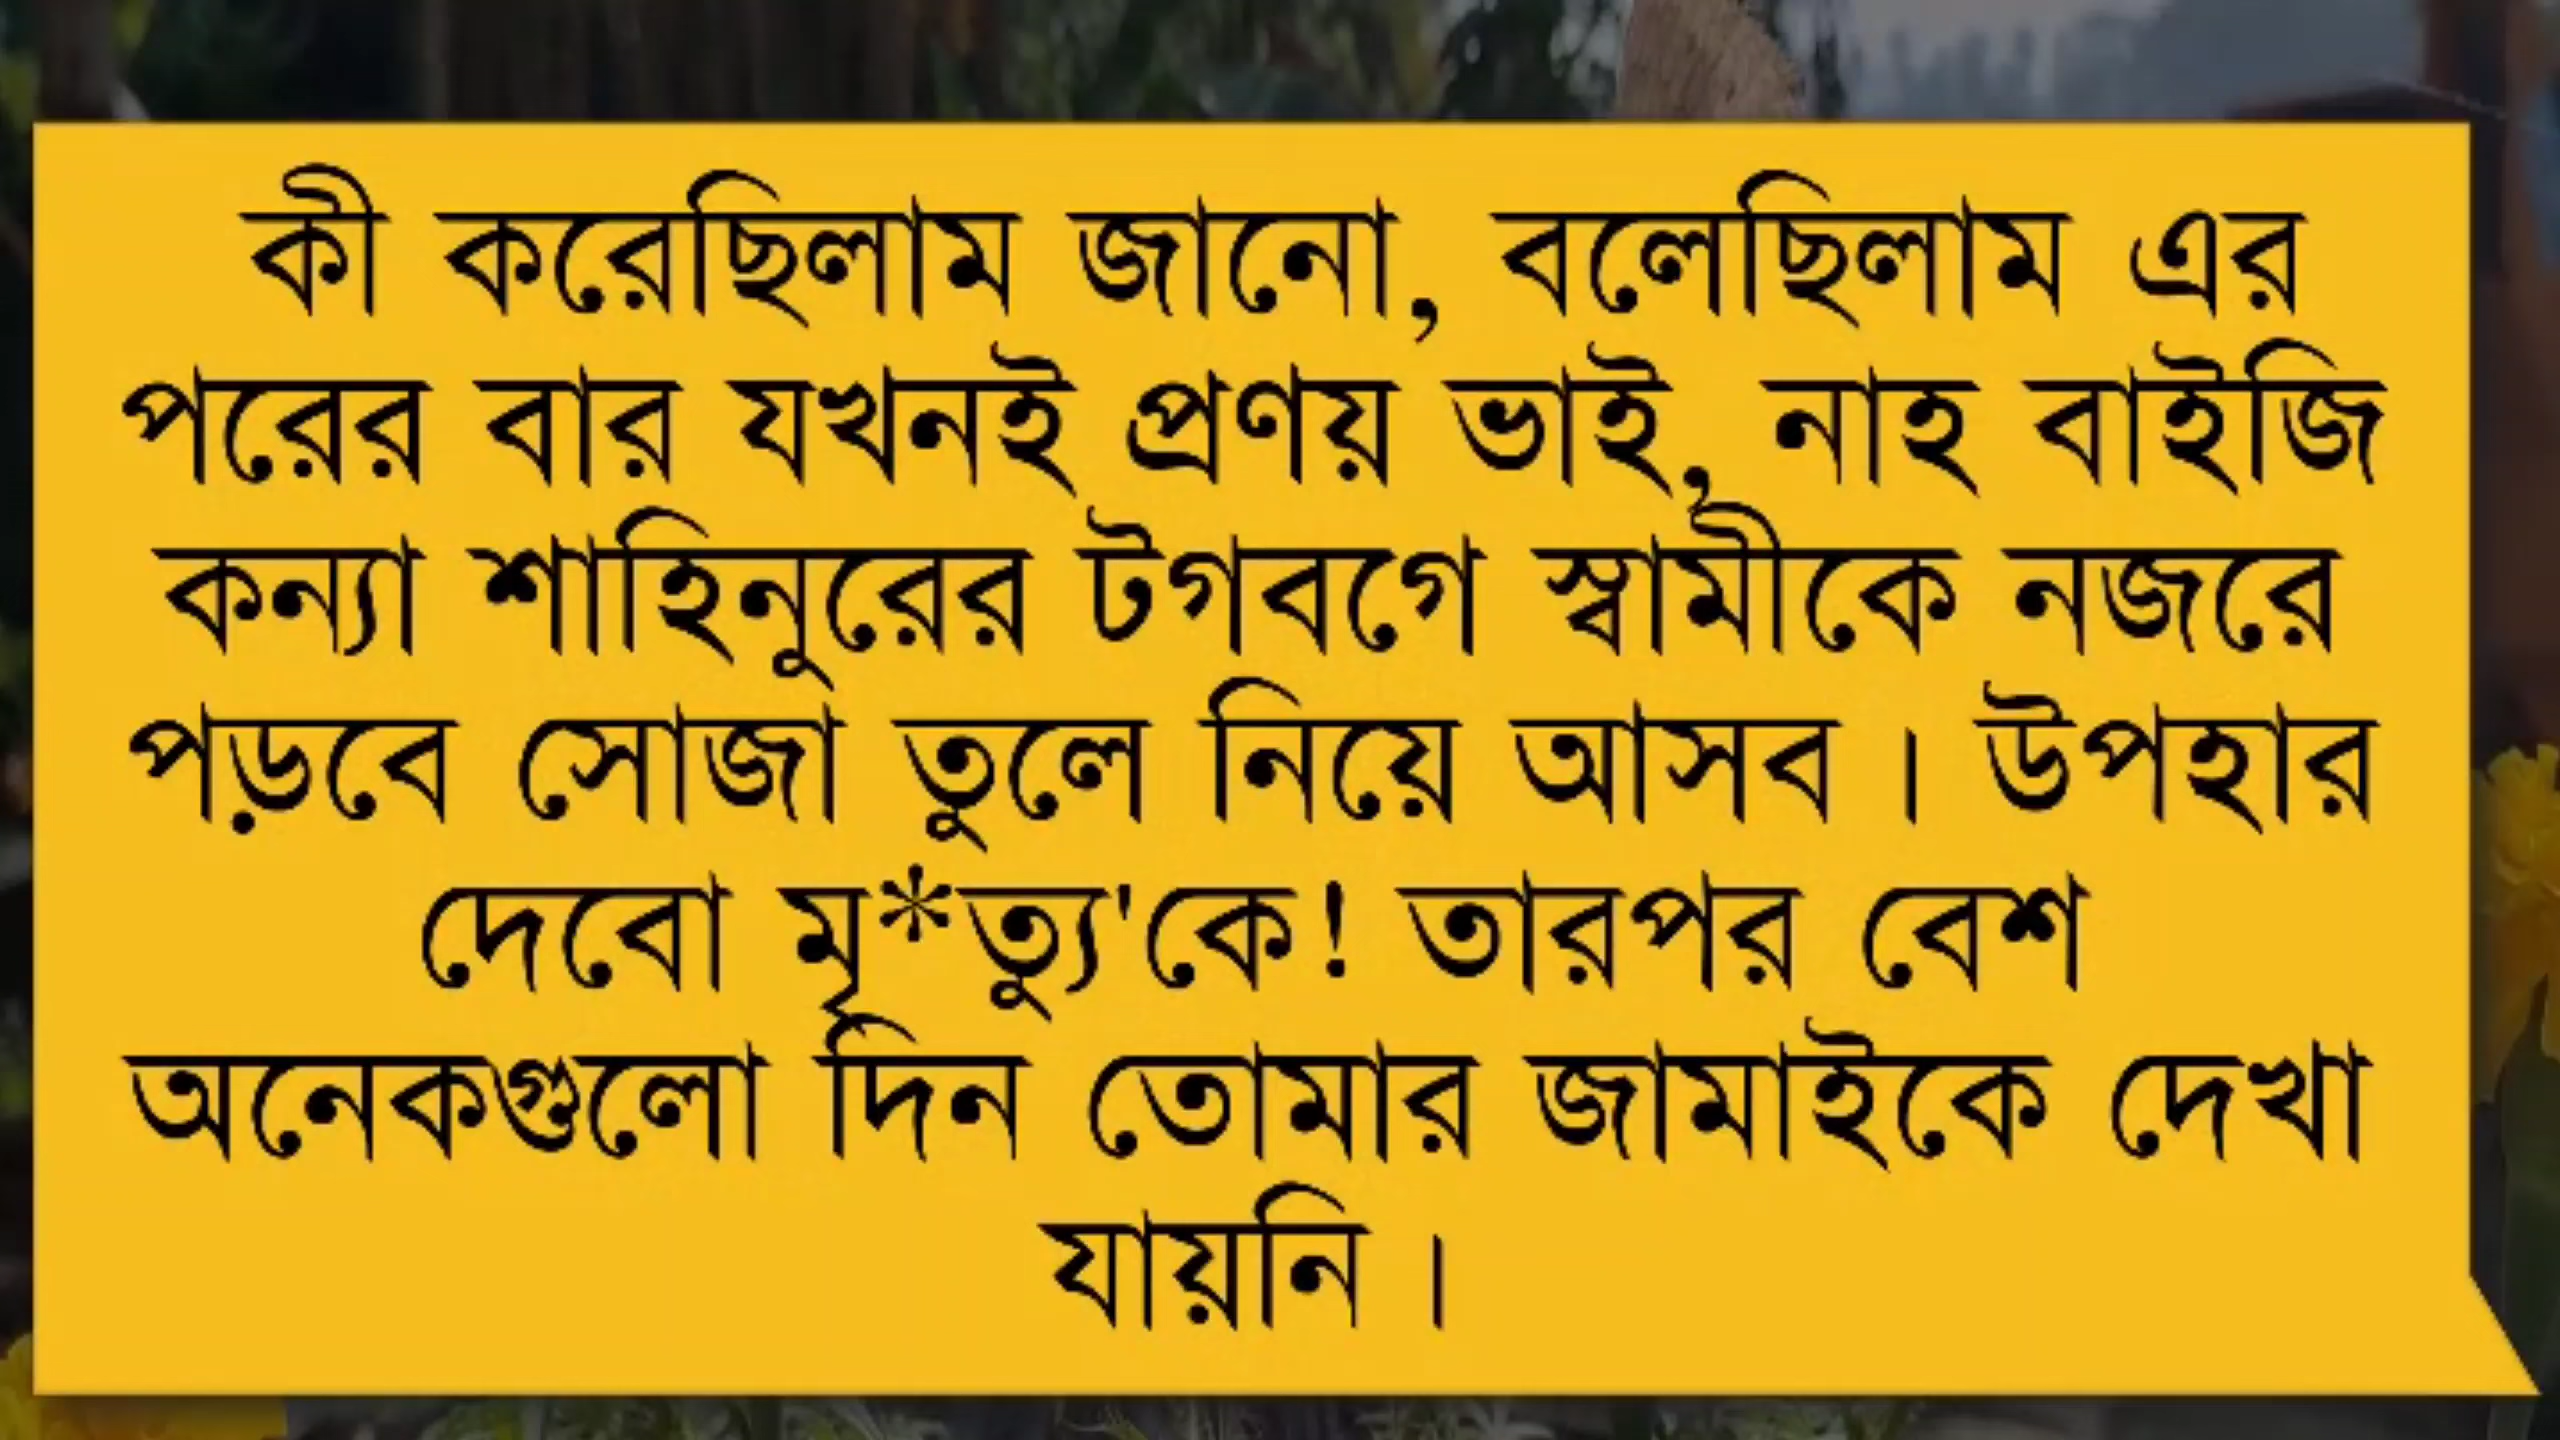 কী করেছিলাম জানো, বলেছিলাম এর
পরের বার যখনই প্রণয় ভাই, নাহ বাইজি
কন্যা শাহিনুরের টগবগে স্বামীকে নজরে
পড়বে সোজা তুলে নিয়ে আসব। উপহার
দেবো মৃ*ত্যু'কে! তারপর বেশ
অনেকগুলো দিন তোমার জামাইকে দেখা
যায়নি।